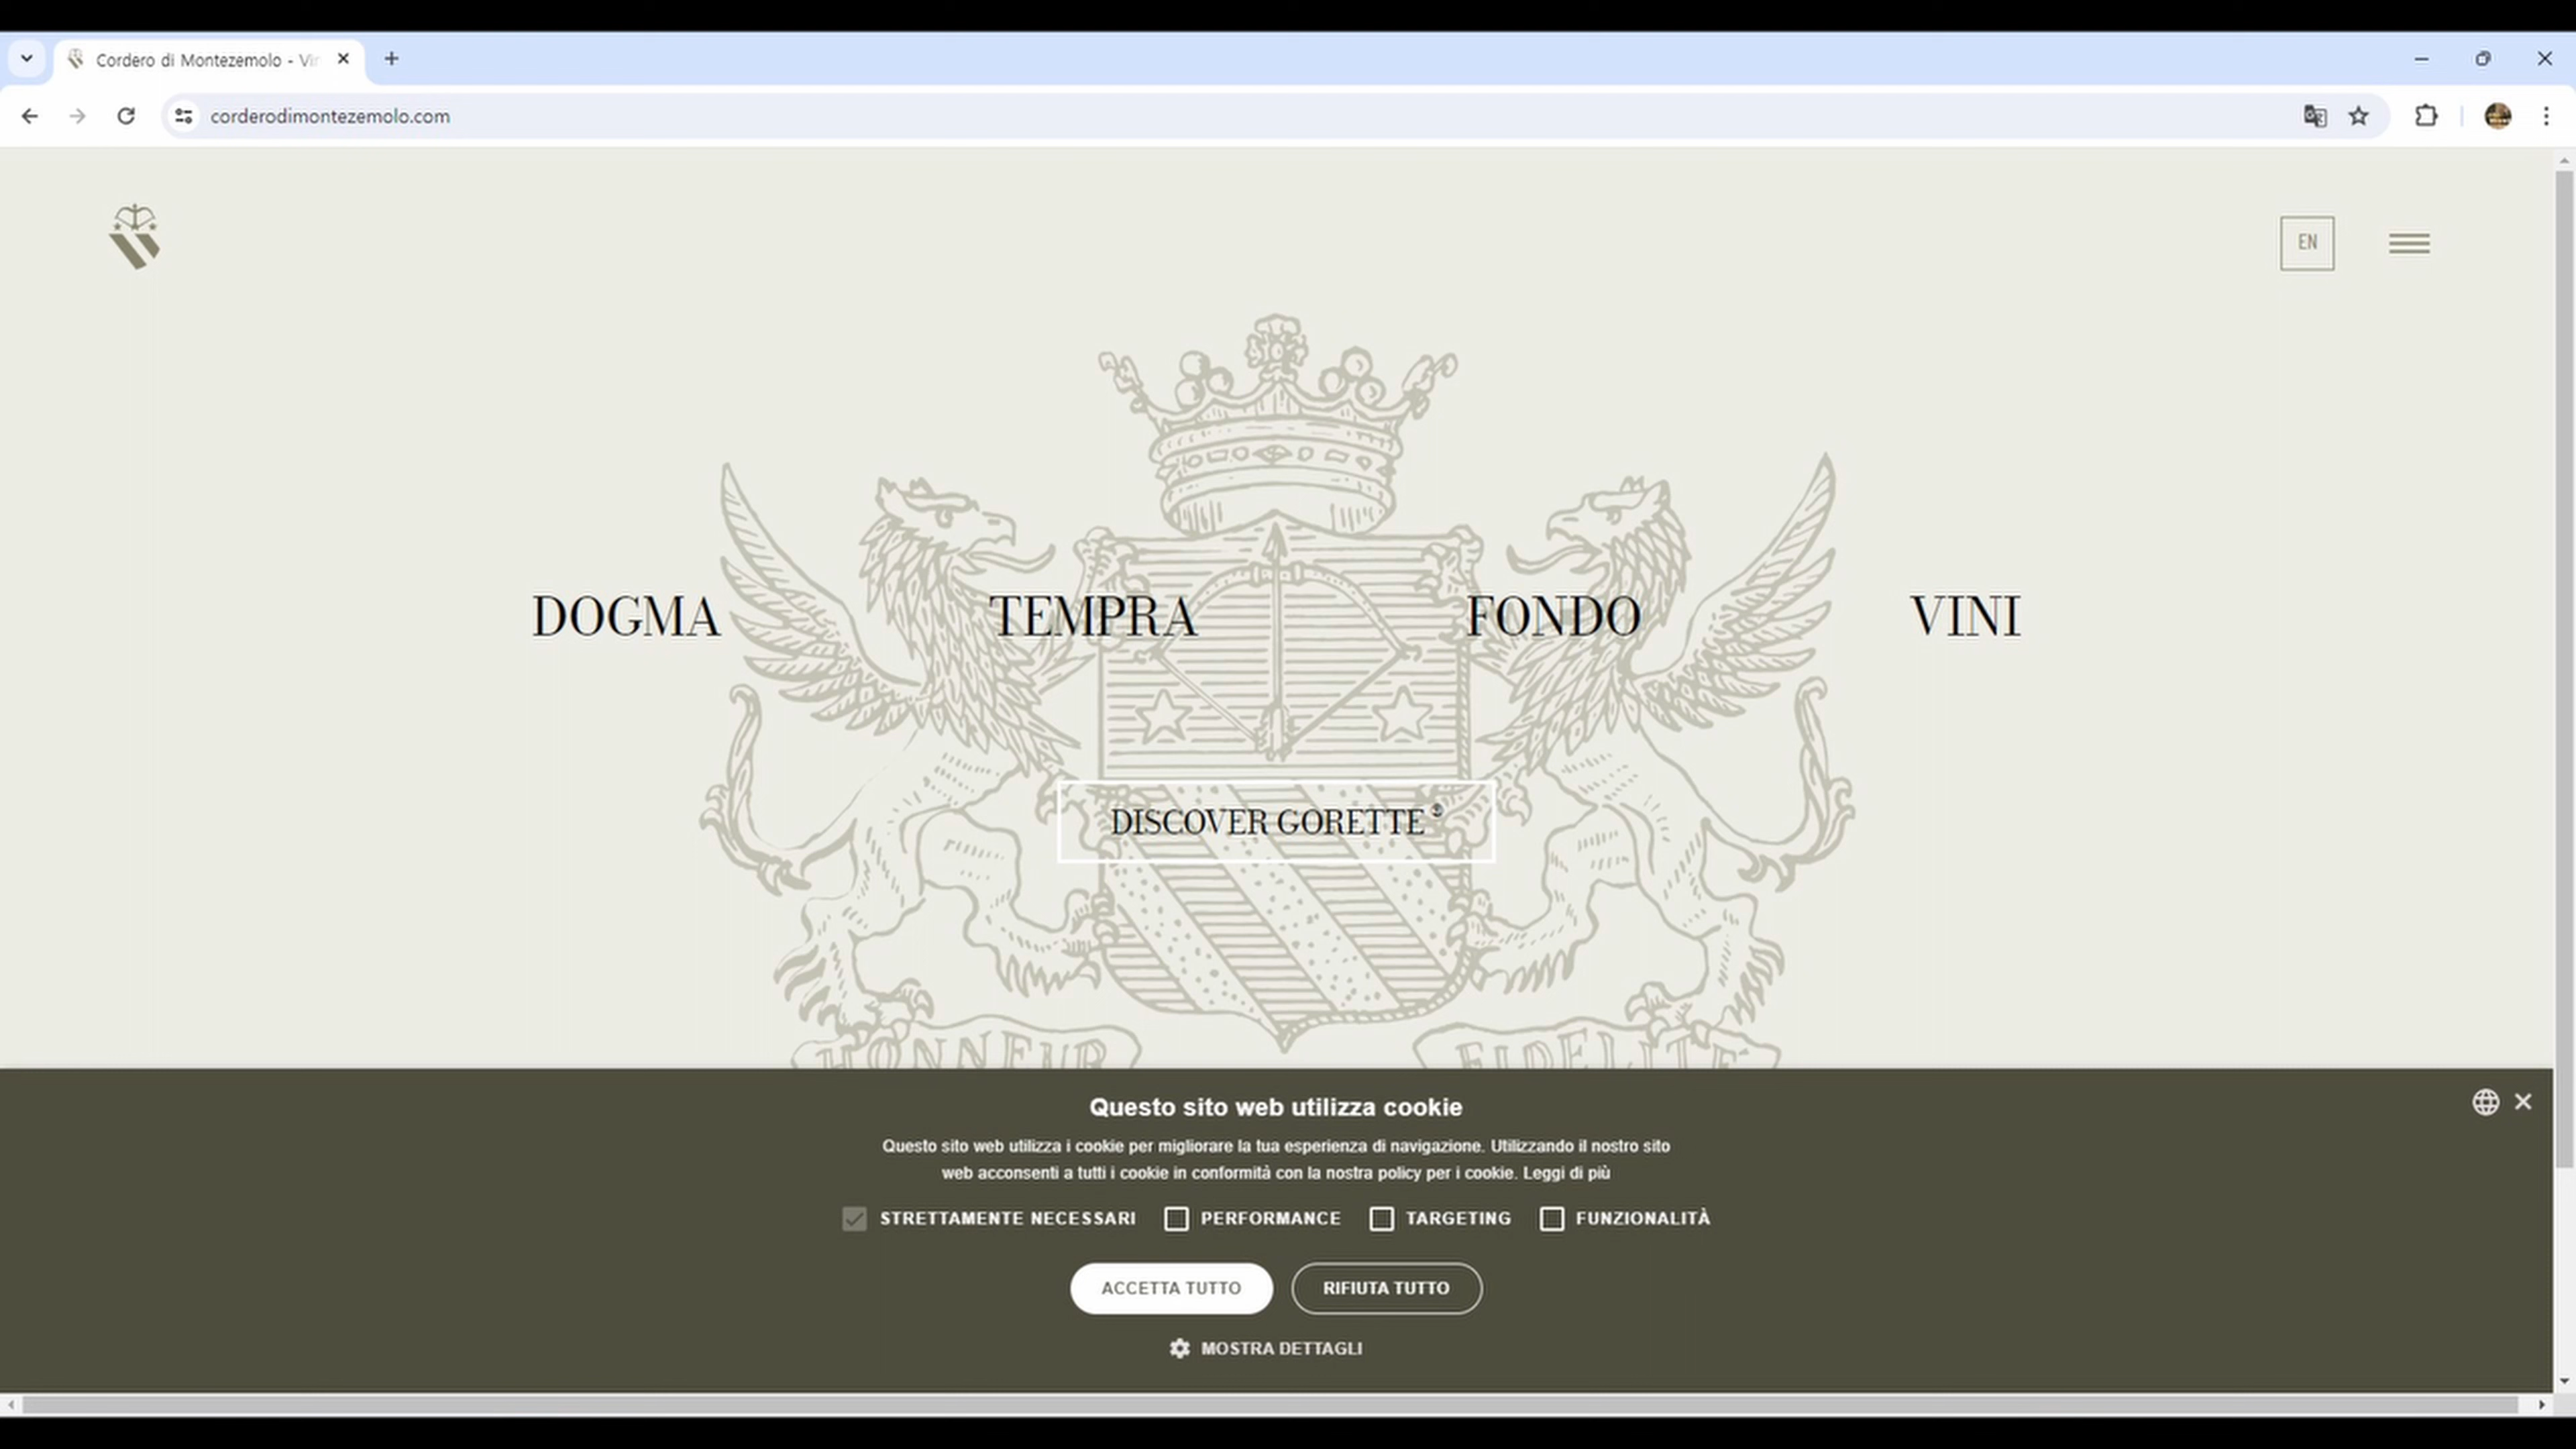 Cordero di Montezemolo - Vi
corderodimontezemolo.com
EN
DOGMA TEMPRA FONDO VINI
DISCOVER GORETTE®
HONNEUR FIDELITE
Questo sito web utilizza cookie
Questo sito web utilizza i cookie per migliorare la tua esperienza di navigazione. Utilizzando il nostro sito
web acconsenti a tutti i cookie in conformità con la nostra policy per i cookie. Leggi di più
STRETTAMENTE NECESSARI PERFORMANCE TARGETING FUNZIONALITÀ
ACCETTA TUTTO RIFIUTA TUTTO
MOSTRA DETTAGLI